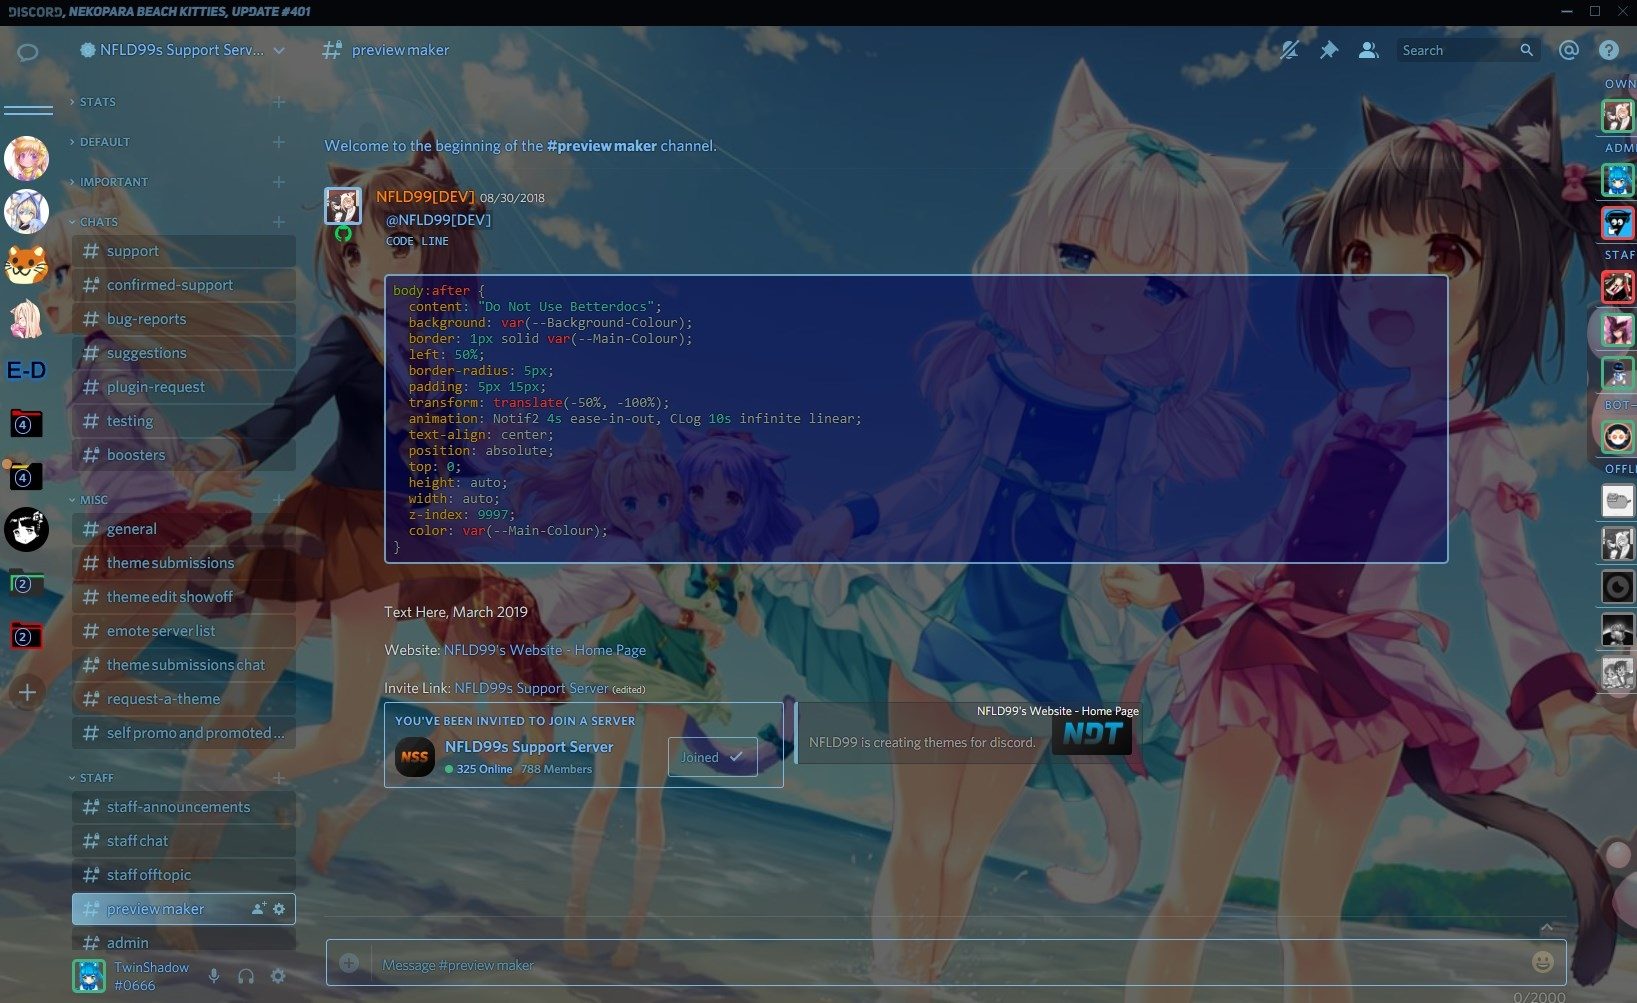 DISCORD, NEKOPARA BEACH KITTIES, UPDATE #401
NFLD99s Support Serv...
preview maker
Search
STATS
DEFAULT
IMPORTANT
CHATS
support
confirmed-support
bug-reports
suggestions
plugin-request
testing
boosters
MISC
general
theme submissions
theme edit showoff
emote server list
theme submissions chat
request-a-theme
self promo and promoted ...
STAFF
staff-announcements
staff chat
staff offtopic
preview maker
admin
TwinShadow
#0666
E-D
4
4
2
2
Welcome to the beginning of the #preview maker channel.
NFLD99[DEV] 08/30/2018
@NFLD99[DEV]
CODE LINE
body:after {
content: "Do Not Use Betterdocs";
background: var(--Background-Colour);
border: 1px solid var(--Main-Colour);
left: 50%;
border-radius: 5px;
padding: 5px 15px;
transform: translate(-50%, -100%);
animation: Notif2 4s ease-in-out, CLog 10s infinite linear;
text-align: center;
position: absolute;
top: 0;
height: auto;
width: auto;
z-index: 9997;
color: var(--Main-Colour);
}
Text Here, March 2019
Website: NFLD99's Website - Home Page
Invite Link: NFLD99s Support Server (edited)
YOU'VE BEEN INVITED TO JOIN A SERVER
NSS
NFLD99s Support Server
325 Online 788 Members
Joined
NFLD99's Website - Home Page
NFLD99 is creating themes for discord.
NDT
Message #preview maker
0/2000
OWN
ADMI
STAF
BOT-
OFFLI